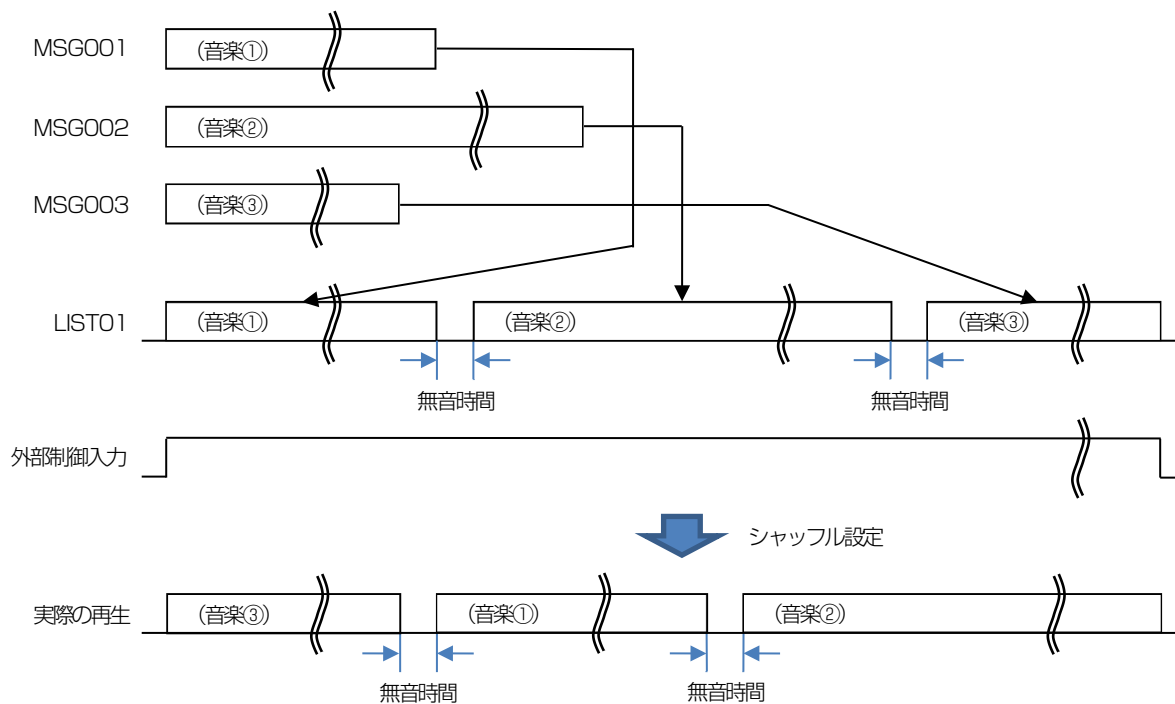 MSG001 （音楽①）
MSG002 （音楽②）
MSG003 （音楽③）
LIST01 （音楽①） （音楽②） （音楽③）
無音時間 無音時間
外部制御入力
シャッフル設定
実際の再生 （音楽③） （音楽①） （音楽②）
無音時間 無音時間